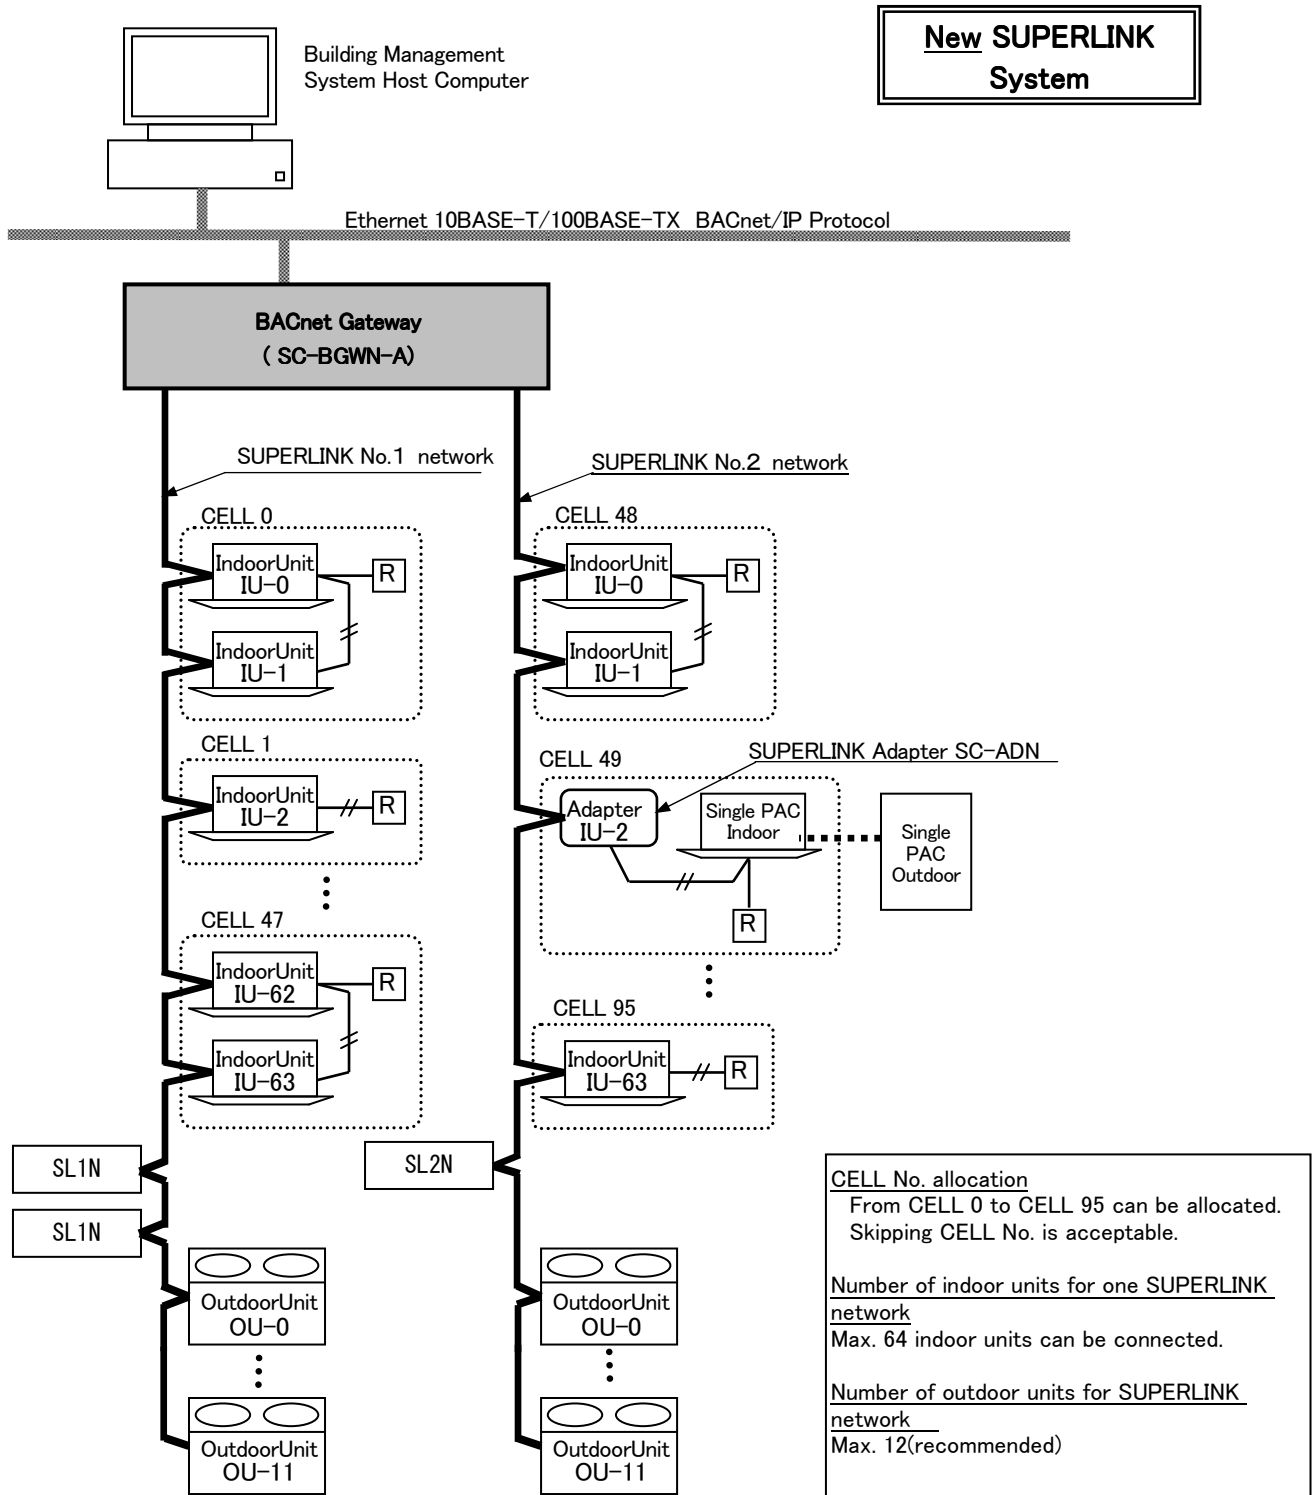 Building Management
System Host Computer
New SUPERLINK
System
Ethernet 10BASE-T/100BASE-TX BACnet/IP Protocol
BACnet Gateway
( SC-BGWN-A)
SUPERLINK No.1 network
SUPERLINK No.2 network
CELL 0
IndoorUnit
IU-0
R
IndoorUnit
IU-1
CELL 1
IndoorUnit
IU-2
R
CELL 47
IndoorUnit
IU-62
R
IndoorUnit
IU-63
SL1N
SL1N
OutdoorUnit
OU-0
OutdoorUnit
OU-11
CELL 48
IndoorUnit
IU-0
R
IndoorUnit
IU-1
CELL 49
SUPERLINK Adapter SC-ADN
Adapter
IU-2
Single PAC
Indoor
R
Single
PAC
Outdoor
CELL 95
IndoorUnit
IU-63
R
SL2N
OutdoorUnit
OU-0
OutdoorUnit
OU-11
CELL No. allocation
From CELL 0 to CELL 95 can be allocated.
Skipping CELL No. is acceptable.
Number of indoor units for one SUPERLINK
network
Max. 64 indoor units can be connected.
Number of outdoor units for SUPERLINK
network
Max. 12(recommended)